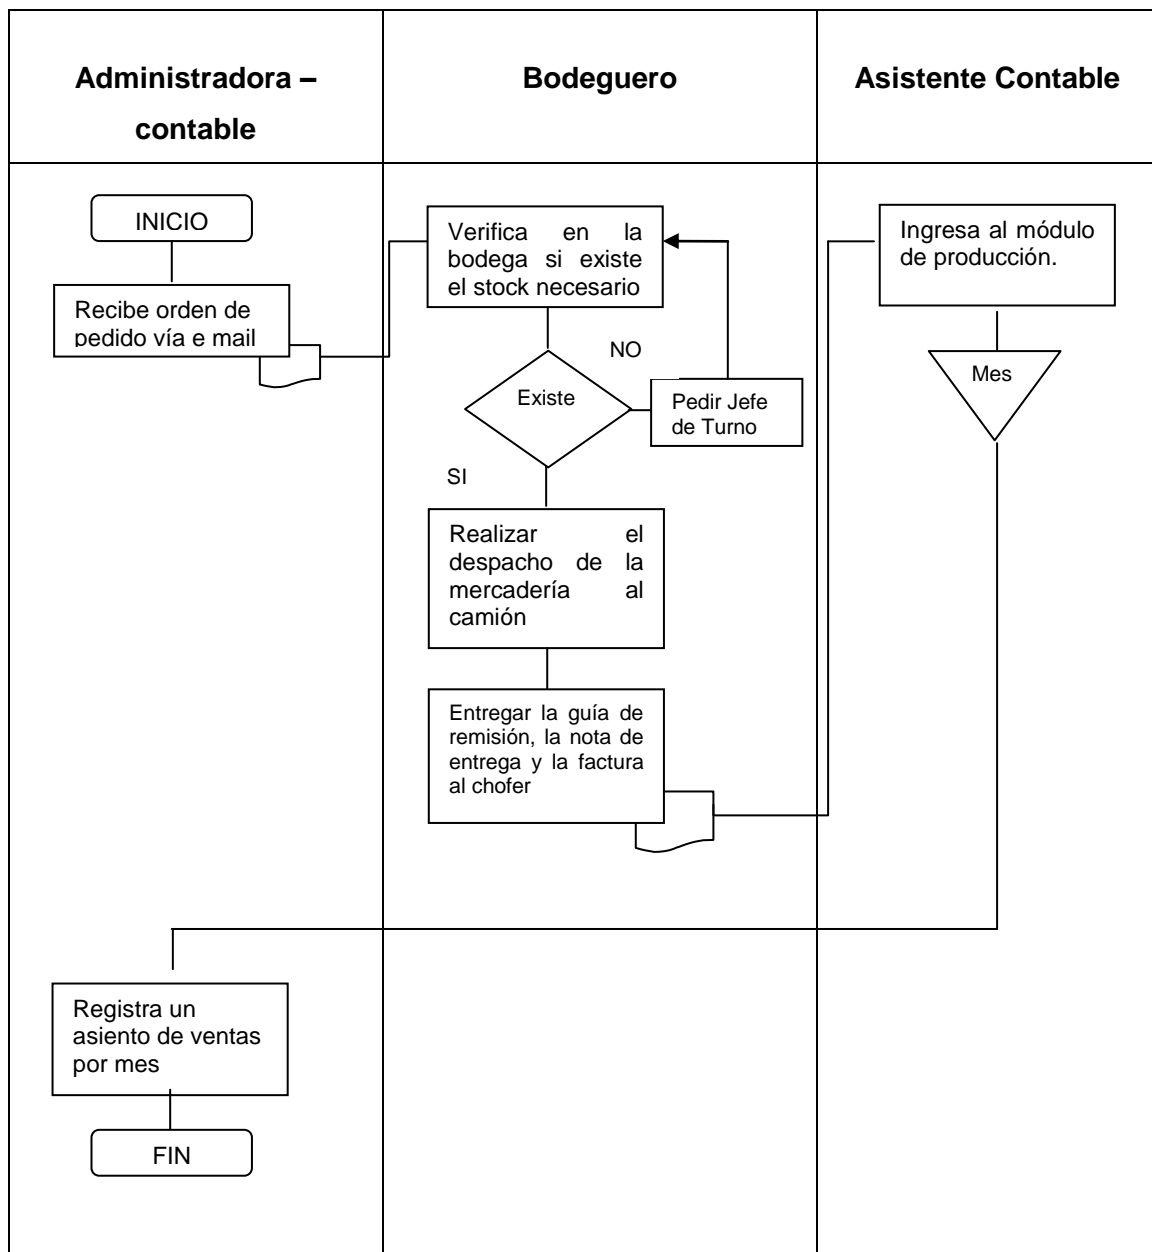 Administradora –
contable
Bodeguero
Asistente Contable
INICIO
Recibe orden de
pedido vía e mail
Verifica en la
bodega si existe
el stock necesario
NO
Existe
Pedir Jefe
de Turno
SI
Realizar el
despacho de la
mercadería al
camión
Entregar la guía de
remisión, la nota de
entrega y la factura
al chofer
Ingresa al módulo
de producción.
Mes
Registra un
asiento de ventas
por mes
FIN